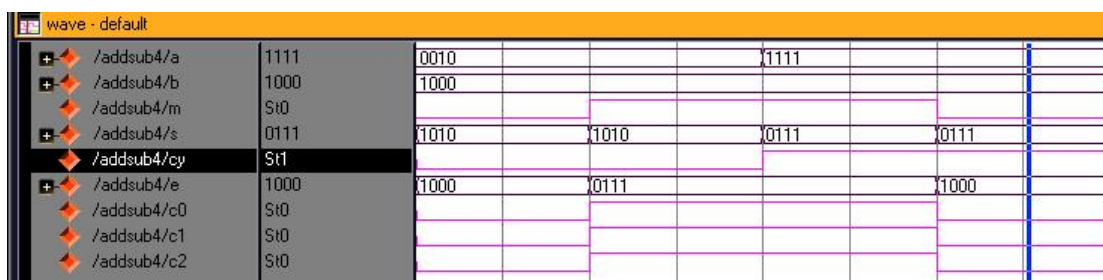 wave - default
/addsub4/a 1111 0010 1111
/addsub4/b 1000 1000
/addsub4/m St0
/addsub4/s 0111 1010 1010 0111 0111
/addsub4/cy St1
/addsub4/e 1000 1000 0111 1000
/addsub4/c0 St0
/addsub4/c1 St0
/addsub4/c2 St0